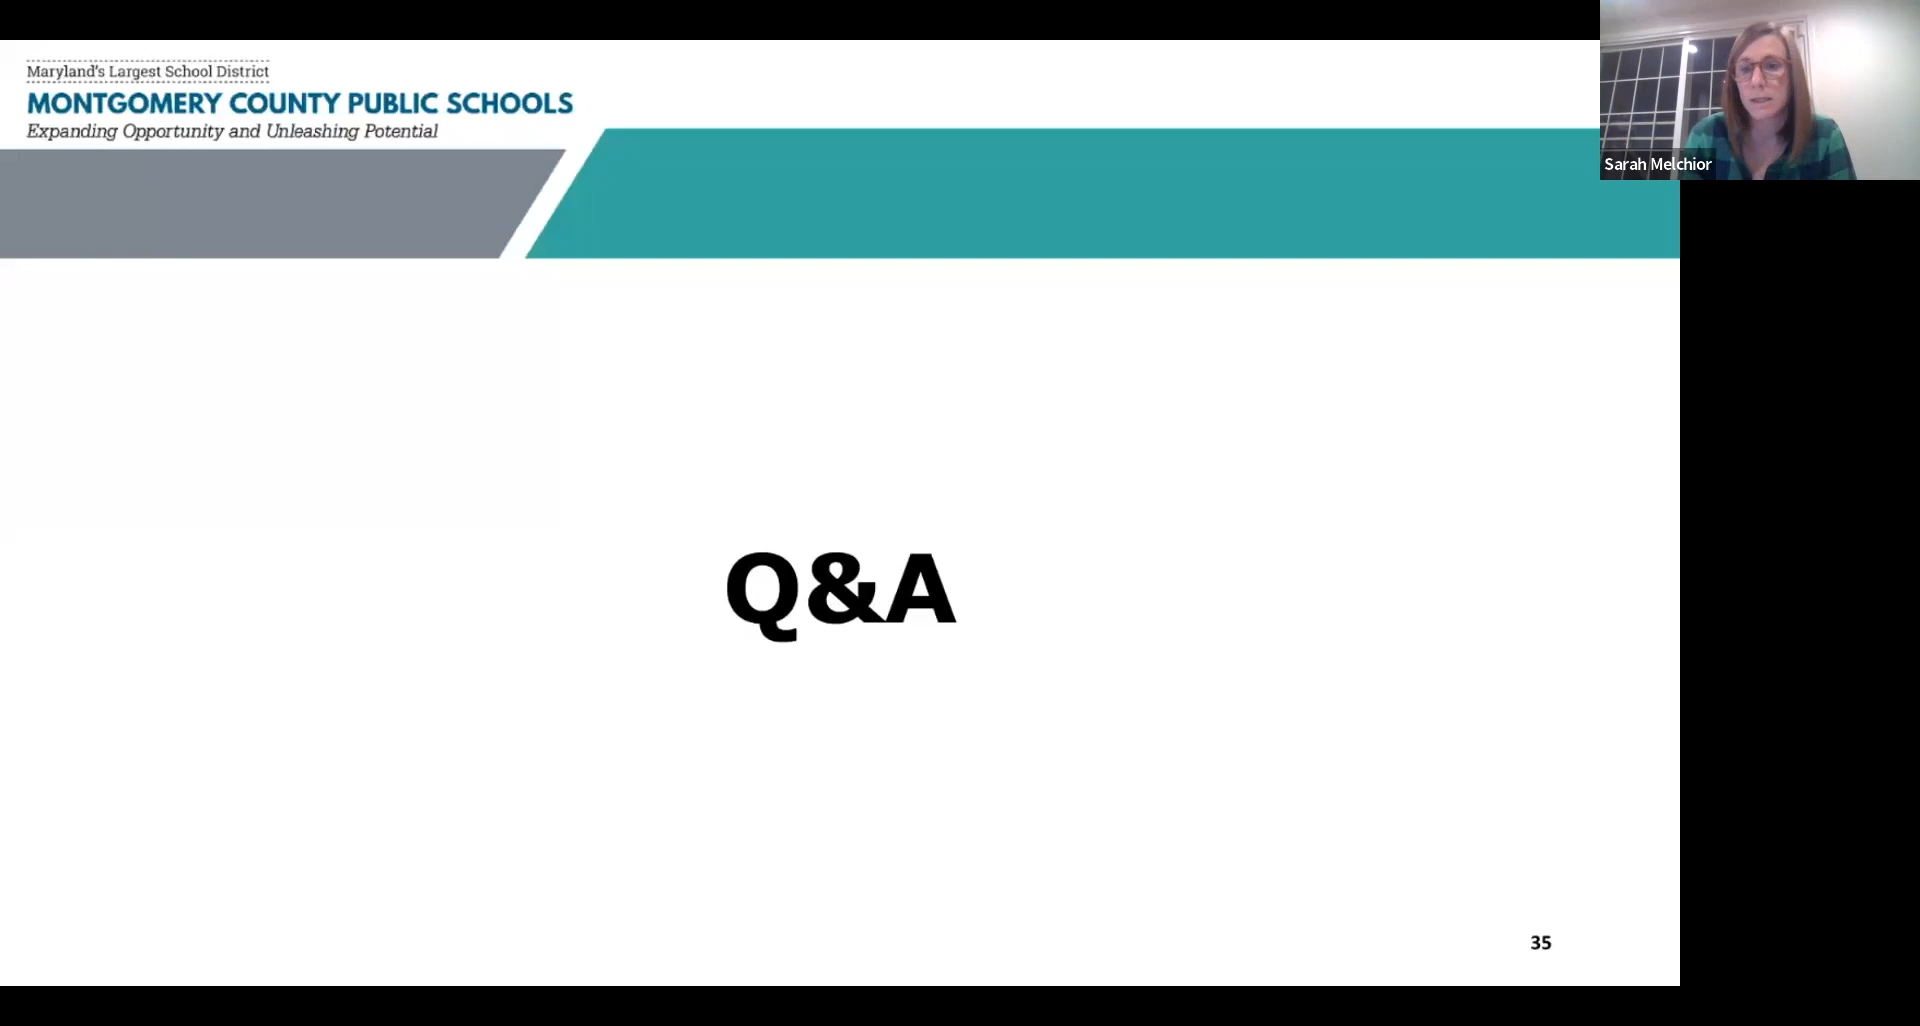 Maryland's Largest School District
MONTGOMERY COUNTY PUBLIC SCHOOLS
Expanding Opportunity and Unleashing Potential
Sarah Melchior
Q&A
35